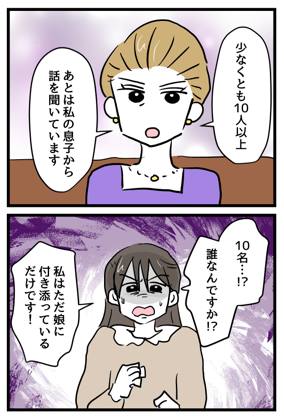 少なくとも10人以上
あとは私の息子から
話を聞いています
10名…!?
誰なんですか!?
私はただ娘に
付き添っている
だけです！